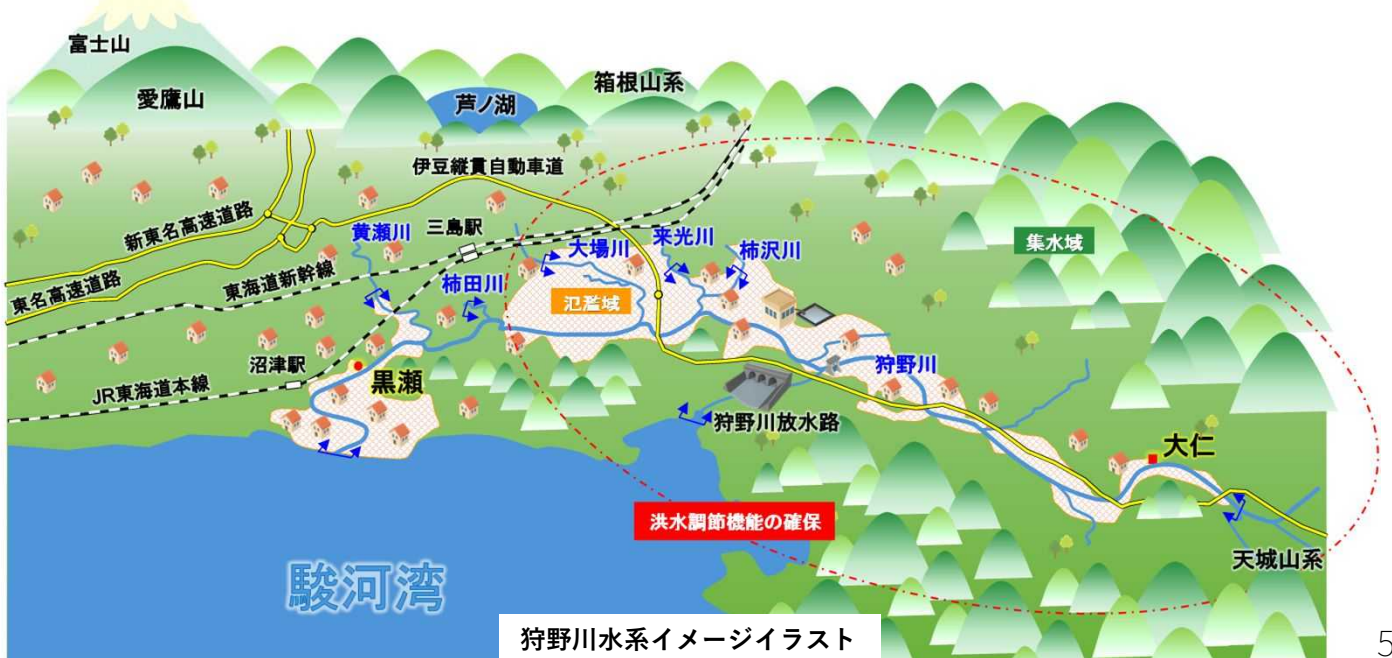 富士山
愛鷹山
芦ノ湖
箱根山系
伊豆縦貫自動車道
新東名高速道路
黄瀬川
三島駅
大場川
来光川
柿沢川
集水域
東名高速道路
東海道新幹線
柿田川
氾濫域
沼津駅
黒瀬
狩野川
JR東海道本線
狩野川放水路
大仁
洪水調節機能の確保
天城山系
駿河湾
狩野川水系イメージイラスト
5